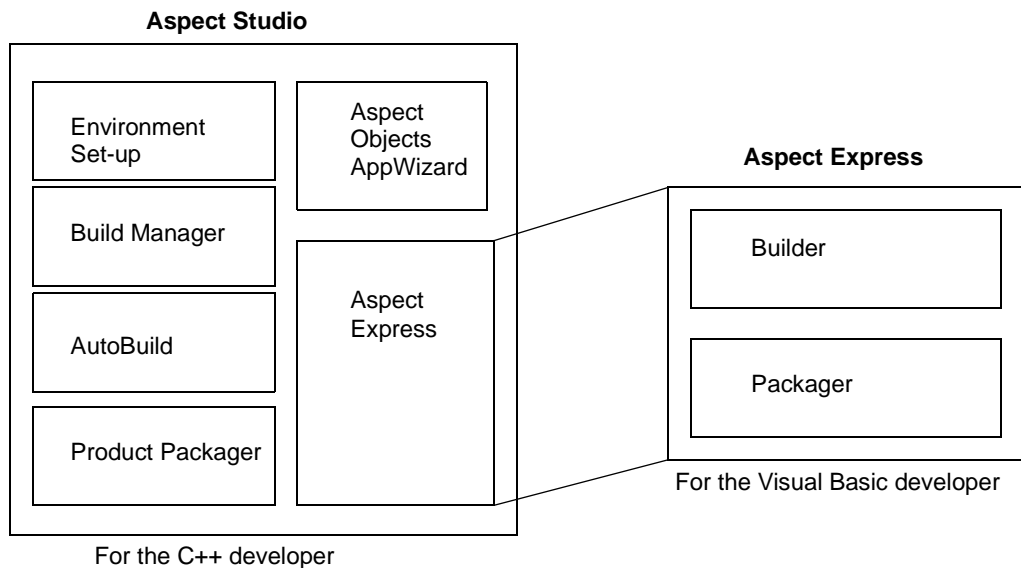 Aspect Studio
Environment
Set-up
Build Manager
AutoBuild
Product Packager
Aspect
Objects
AppWizard
Aspect
Express
For the C++ developer
Aspect Express
Builder
Packager
For the Visual Basic developer